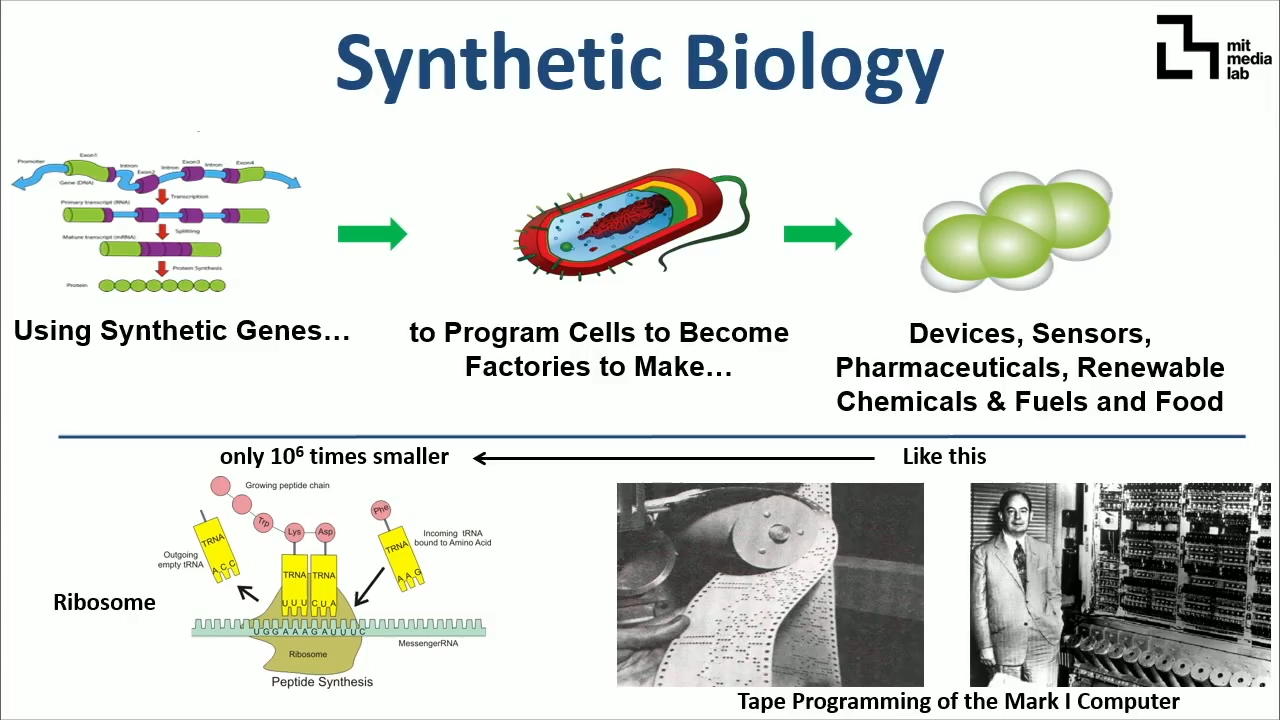 Synthetic Biology
mit
media
lab
Promoter
Exon1
Intron
Exon2
Intron
Exon3
Intron
Exon4
Gene (DNA)
Transcription
Primary transcript (RNA)
Splitting
Mature transcript (mRNA)
Protein Synthesis
Protein
Using Synthetic Genes…
to Program Cells to Become
Factories to Make…
Devices, Sensors,
Pharmaceuticals, Renewable
Chemicals & Fuels and Food
only 10⁶ times smaller
Like this
Growing peptide chain
Trp
Lys
Asp
Phe
Incoming tRNA
bound to Amino Acid
Outgoing
empty tRNA
TRNA
A C C
TRNA
U U U
TRNA
C U A
TRNA
A A G
Ribosome
U G G A A A G A U U U C
MessengerRNA
Ribosome
Peptide Synthesis
Tape Programming of the Mark I Computer